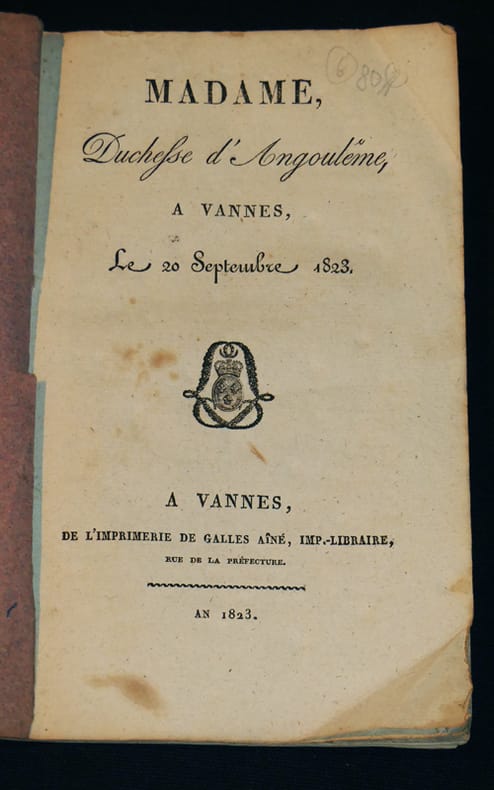 6
MADAME,
Duchesse d'Angoulême,
A VANNES,
Le 20 Septembre 1823.
A VANNES,
DE L'IMPRIMERIE DE GALLES AÎNÉ, IMP.-LIBRAIRE,
RUE DE LA PRÉFECTURE.
AN 1823.